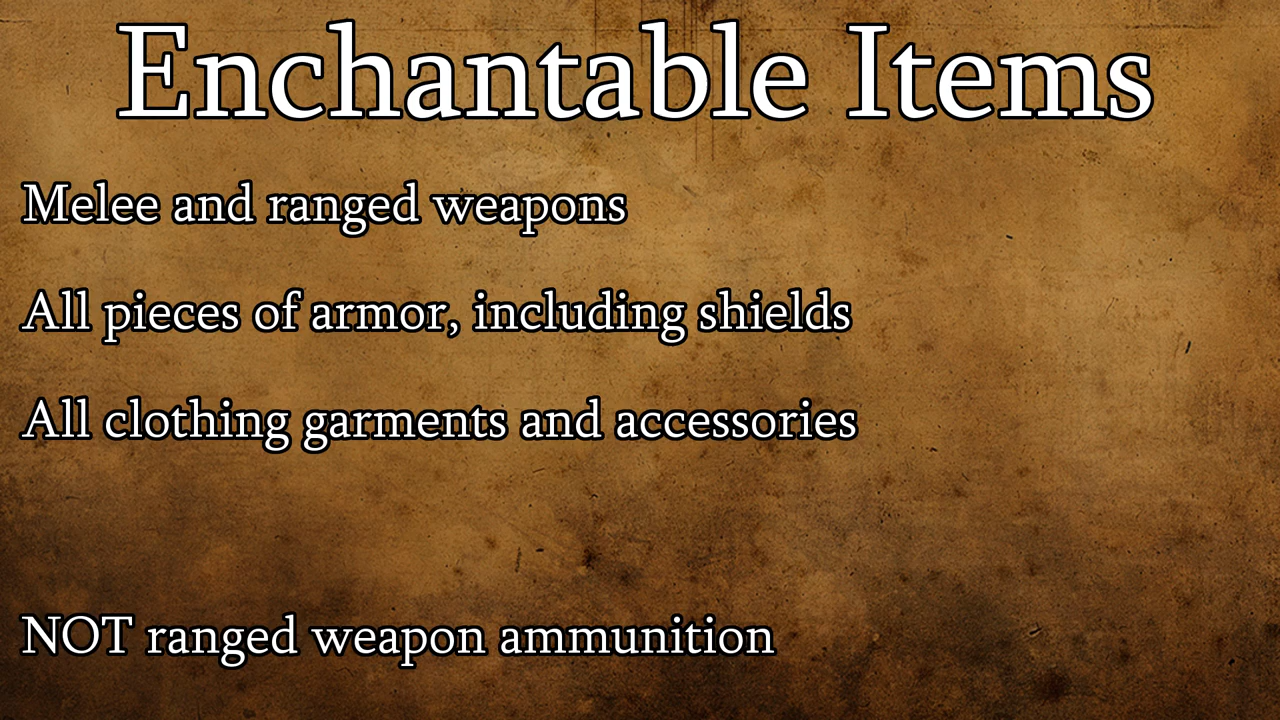 Enchantable Items
Melee and ranged weapons
All pieces of armor, including shields
All clothing garments and accessories
NOT ranged weapon ammunition